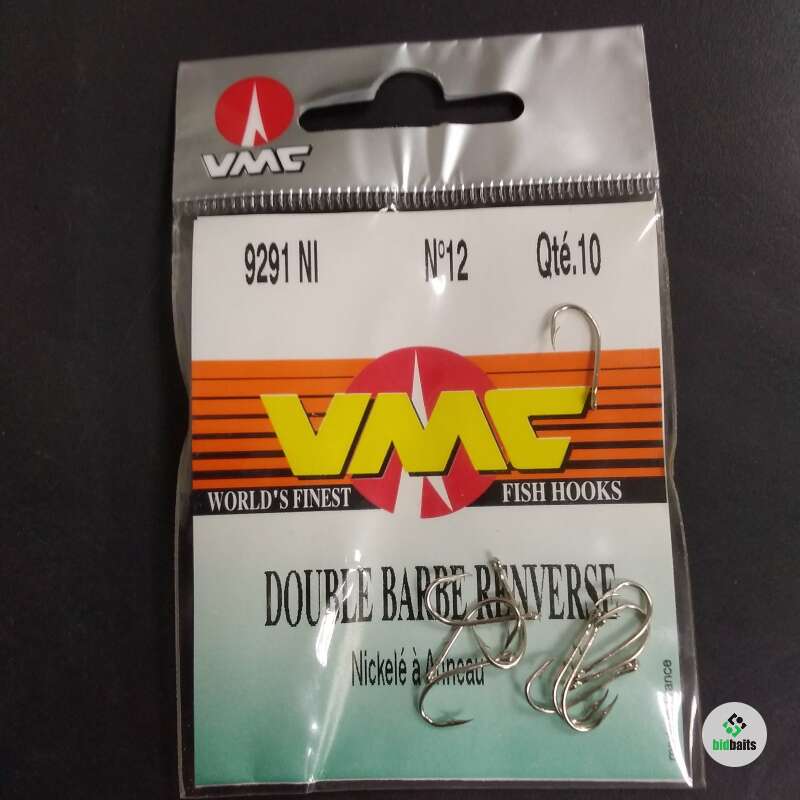 VMC
9291 NI N°12 Qté.10
VMC
WORLD'S FINEST FISH HOOKS
DOUBLE BARBE RENVERSE
Nickelé à Anneau
bidbaits